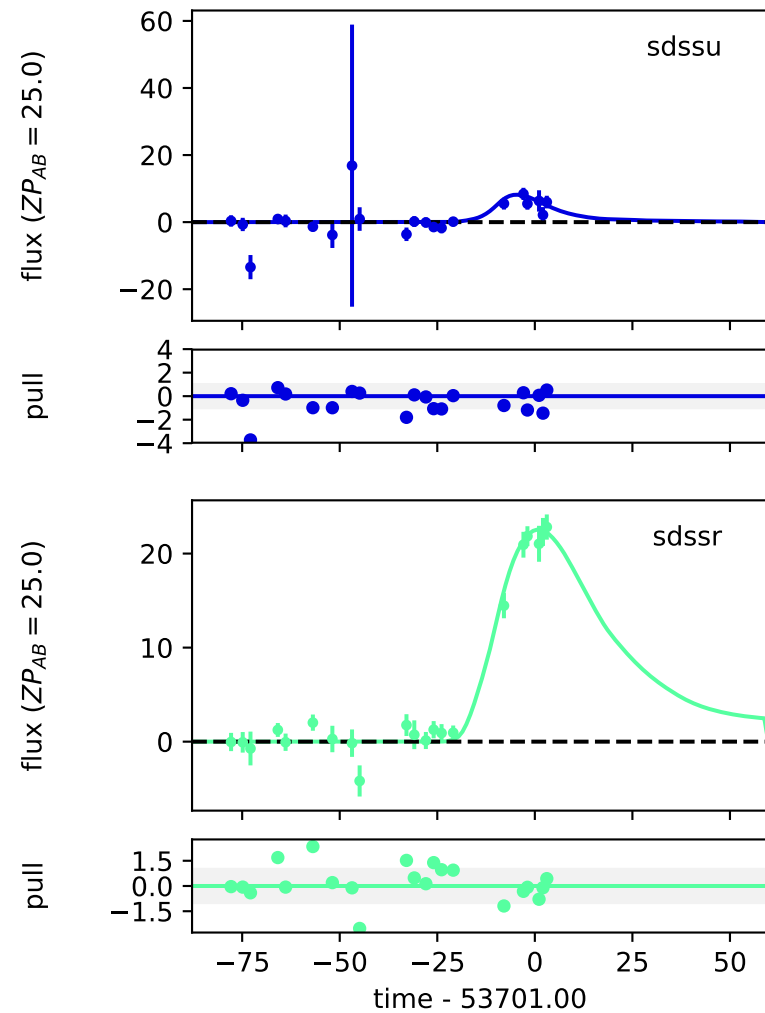 60
sdssu
40
20
0
−20
flux (ZP_AB = 25.0)
4
2
0
−2
−4
pull
sdssr
20
10
0
flux (ZP_AB = 25.0)
1.5
0.0
−1.5
pull
−75 −50 −25 0 25 50
time - 53701.00